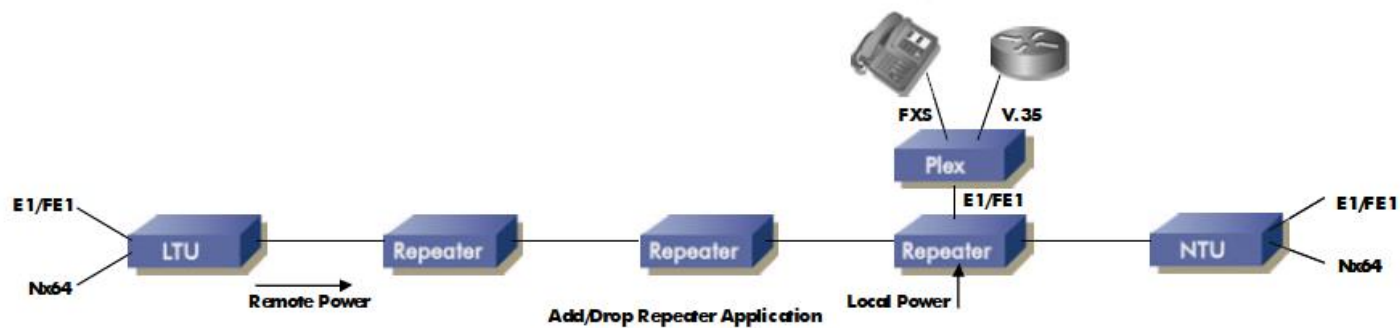 FXS
V.35
Plex
E1/FE1
E1/FE1
LTU
Repeater
Repeater
Repeater
NTU
E1/FE1
Nx64
Nx64
Remote Power
Local Power
Add/Drop Repeater Application